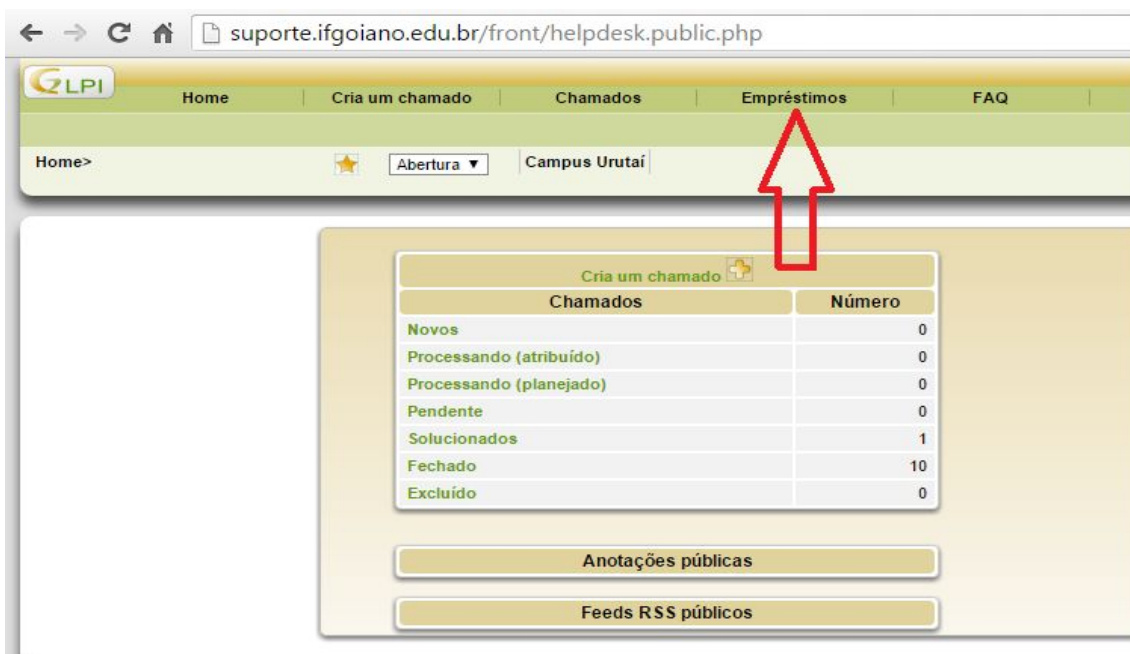 suporte.ifgoiano.edu.br/front/helpdesk.public.php
GLPI
Home Cria um chamado Chamados Empréstimos FAQ
Home> Abertura ▼ Campus Urutaí
Cria um chamado
Chamados Número
Novos 0
Processando (atribuído) 0
Processando (planejado) 0
Pendente 0
Solucionados 1
Fechado 10
Excluído 0
Anotações públicas
Feeds RSS públicos